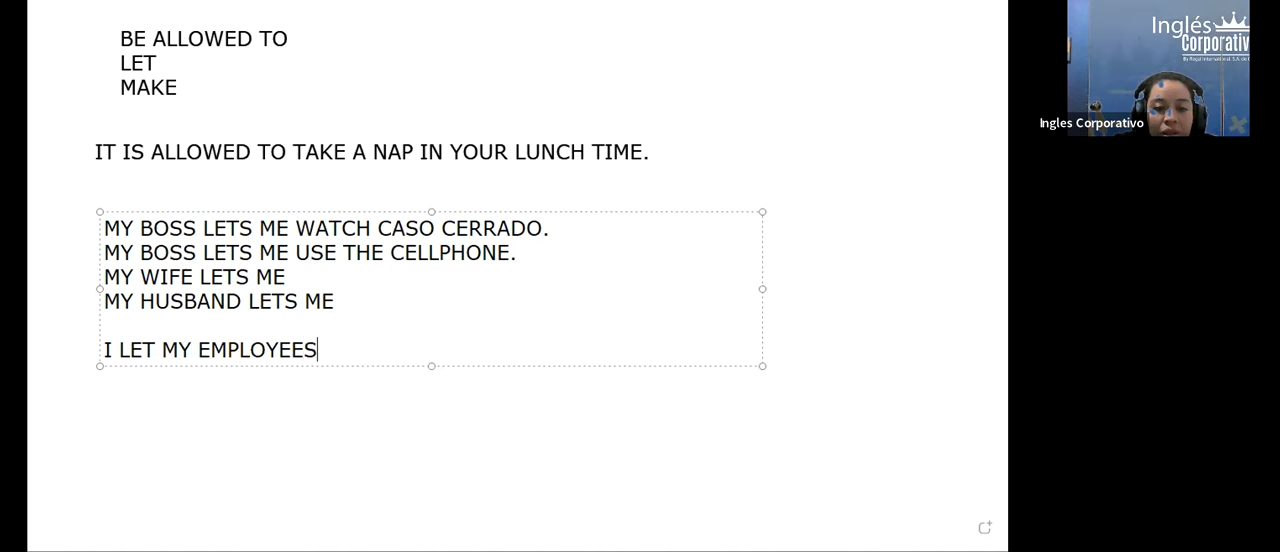 BE ALLOWED TO
LET
MAKE
IT IS ALLOWED TO TAKE A NAP IN YOUR LUNCH TIME.
MY BOSS LETS ME WATCH CASO CERRADO.
MY BOSS LETS ME USE THE CELLPHONE.
MY WIFE LETS ME
MY HUSBAND LETS ME
I LET MY EMPLOYEES
Inglés
Corporativ
Ingles Corporativo